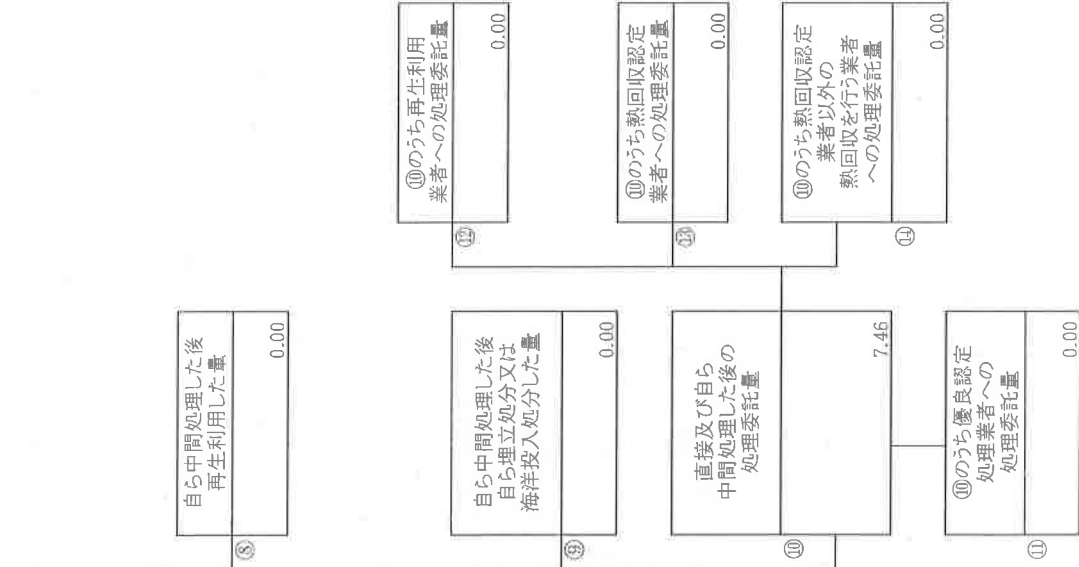 ⑧
自ら中間処理した後
再生利用した量
0.00
⑨
自ら中間処理した後
自ら埋立処分又は
海洋投入処分した量
0.00
⑩
直接及び自ら
中間処理した後の
処理委託量
7.46
⑪
⑩のうち優良認定
処理業者への
処理委託量
0.00
⑫
⑩のうち再生利用
業者への処理委託量
0.00
⑬
⑩のうち熱回収認定
業者への処理委託量
0.00
⑭
⑩のうち熱回収認定
業者以外の
熱回収を行う業者
への処理委託量
0.00